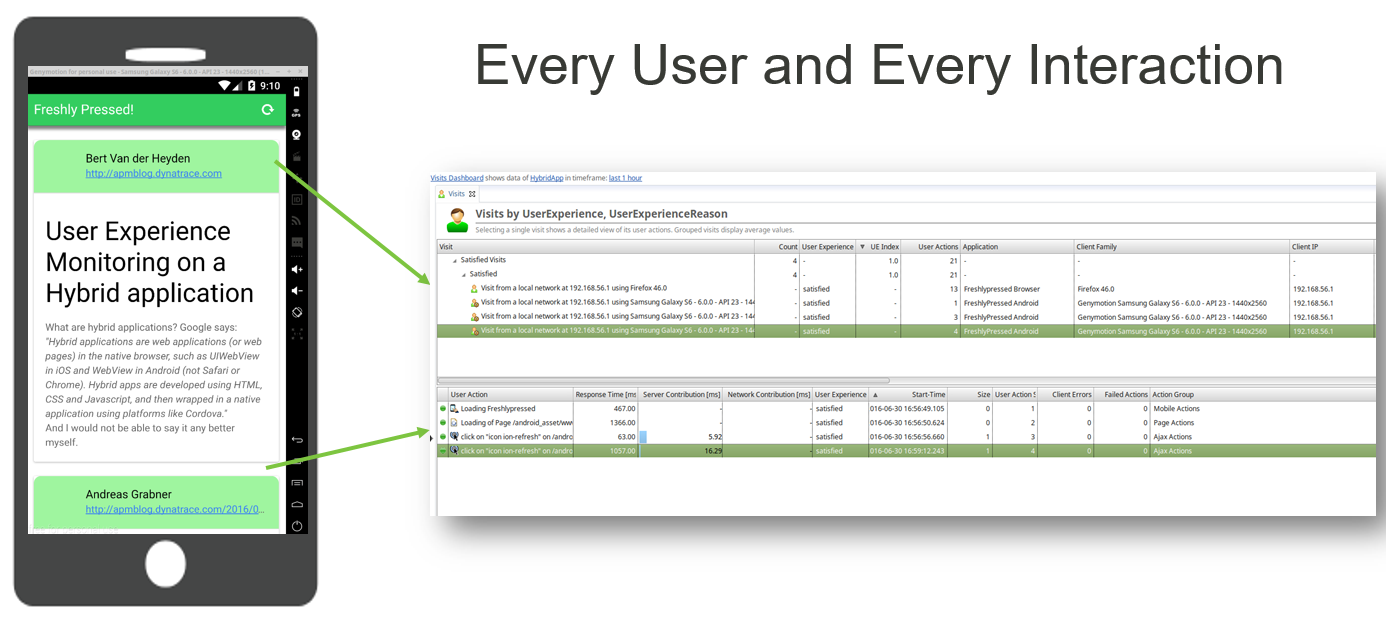 Every User and Every Interaction
Genymotion for personal use - Samsung Galaxy S6 - 6.0.0 - API 23 - 1440x2560 (1...
9:10
Freshly Pressed!
GPS
ID
Bert Van der Heyden
http://apmblog.dynatrace.com
User Experience
Monitoring on a
Hybrid application
What are hybrid applications? Google says:
"Hybrid applications are web applications (or web
pages) in the native browser, such as UIWebView
in iOS and WebView in Android (not Safari or
Chrome). Hybrid apps are developed using HTML,
CSS and Javascript, and then wrapped in a native
application using platforms like Cordova."
And I would not be able to say it any better
myself.
Andreas Grabner
http://apmblog.dynatrace.com/2016/0...
Visits Dashboard shows data of HybridApp in timeframe: last 1 hour
Visits
Visits by UserExperience, UserExperienceReason
Selecting a single visit shows a detailed view of its user actions. Grouped visits display average values.
Visit Count User Experience UE Index User Actions Application Client Family Client IP
Satisfied Visits 4 - 1.0 21 - - -
Satisfied 4 - 1.0 21 - - -
Visit from a local network at 192.168.56.1 using Firefox 46.0 - satisfied - 13 FreshlyPressed Browser Firefox 46.0 192.168.56.1
Visit from a local network at 192.168.56.1 using Samsung Galaxy S6 - 6.0.0 - API 23 - 144 - satisfied - 1 FreshlyPressed Android Genymotion Samsung Galaxy S6 - 6.0.0 - API 23 - 1440x2560 192.168.56.1
Visit from a local network at 192.168.56.1 using Samsung Galaxy S6 - 6.0.0 - API 23 - 144 - satisfied - 3 FreshlyPressed Android Genymotion Samsung Galaxy S6 - 6.0.0 - API 23 - 1440x2560 192.168.56.1
Visit from a local network at 192.168.56.1 using Samsung Galaxy S6 - 6.0.0 - API 23 - 144 - satisfied - 4 FreshlyPressed Android Genymotion Samsung Galaxy S6 - 6.0.0 - API 23 - 1440x2560 192.168.56.1
User Action Response Time [ms Server Contribution [ms] Network Contribution [ms] User Experience Start-Time Size User Action S Client Errors Failed Actions Action Group
Loading Freshlypressed 467.00 - - satisfied 016-06-30 16:56:49.105 0 1 0 0 Mobile Actions
Loading of Page /android_asset/www 1366.00 - - satisfied 016-06-30 16:56:50.624 0 2 0 0 Page Actions
click on "icon ion-refresh" on /andro 63.00 5.92 - satisfied 016-06-30 16:56:56.660 1 3 0 0 Ajax Actions
click on "icon ion-refresh" on /andro 1057.00 16.29 - satisfied 016-06-30 16:59:12.243 1 4 0 0 Ajax Actions